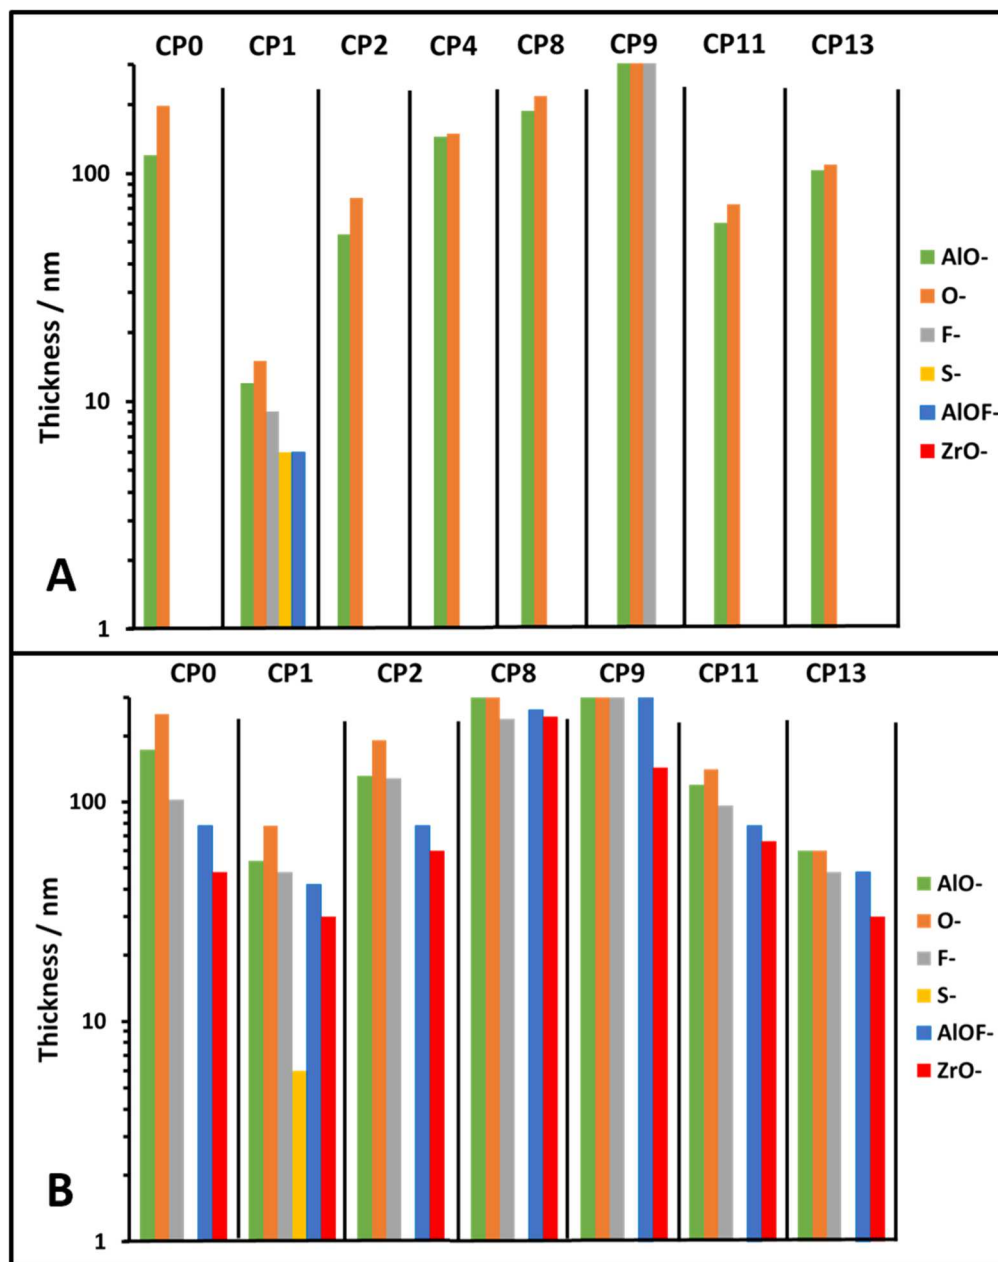 CP0 CP1 CP2 CP4 CP8 CP9 CP11 CP13
100
10
1
Thickness / nm
A
AlO-
O-
F-
S-
AlOF-
ZrO-
CP0 CP1 CP2 CP8 CP9 CP11 CP13
100
10
1
Thickness / nm
B
AlO-
O-
F-
S-
AlOF-
ZrO-